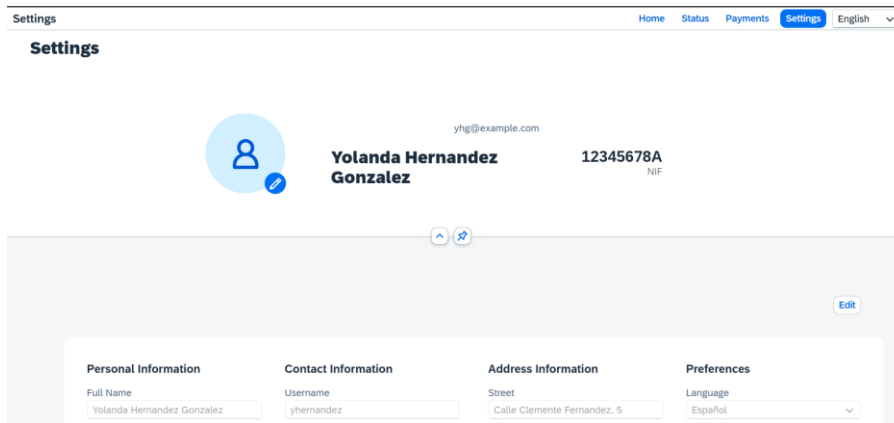 Settings
Home Status Payments Settings English
Settings
yhg@example.com
Yolanda Hernandez
Gonzalez
12345678A
NIF
Edit
Personal Information
Full Name
Yolanda Hernandez Gonzalez
Contact Information
Username
yhernandez
Address Information
Street
Calle Clemente Fernandez, 5
Preferences
Language
Español